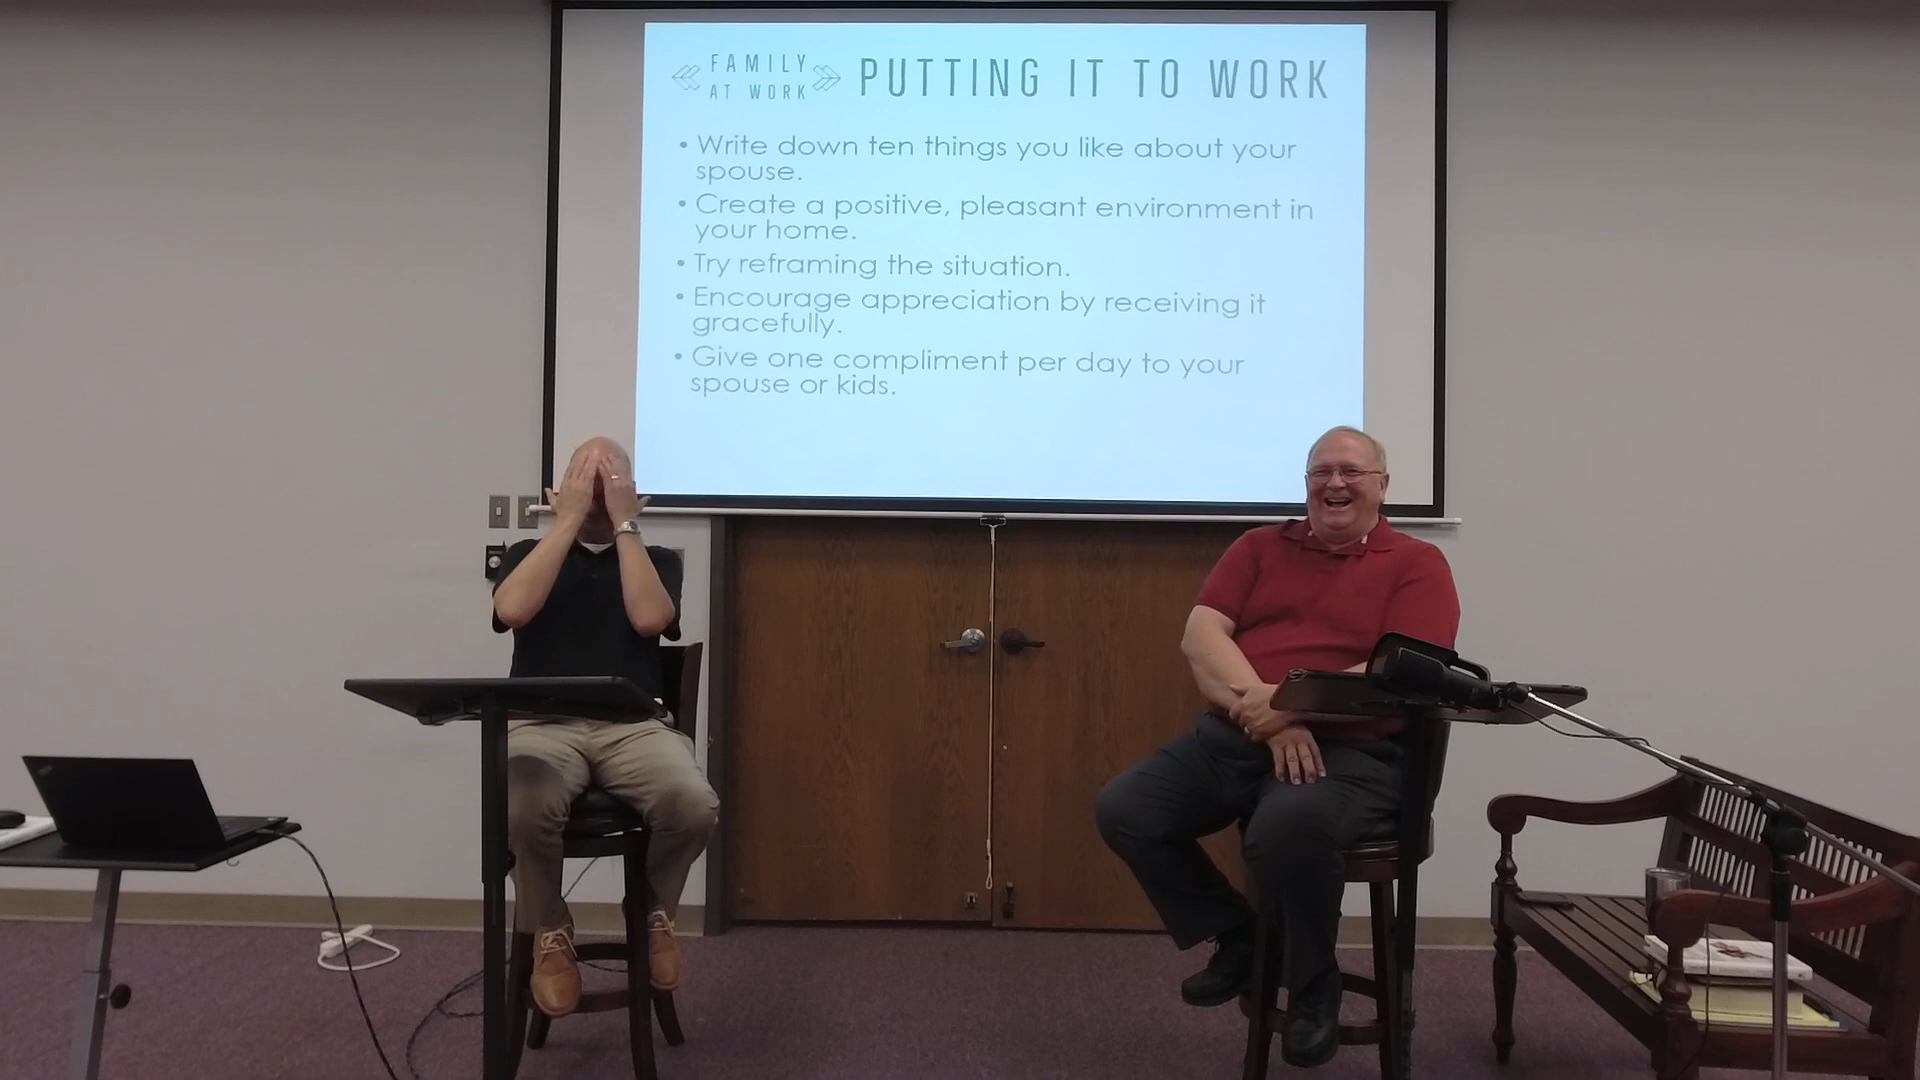 FAMILY
AT WORK
PUTTING IT TO WORK
• Write down ten things you like about your
spouse.
• Create a positive, pleasant environment in
your home.
• Try reframing the situation.
• Encourage appreciation by receiving it
gracefully.
• Give one compliment per day to your
spouse or kids.